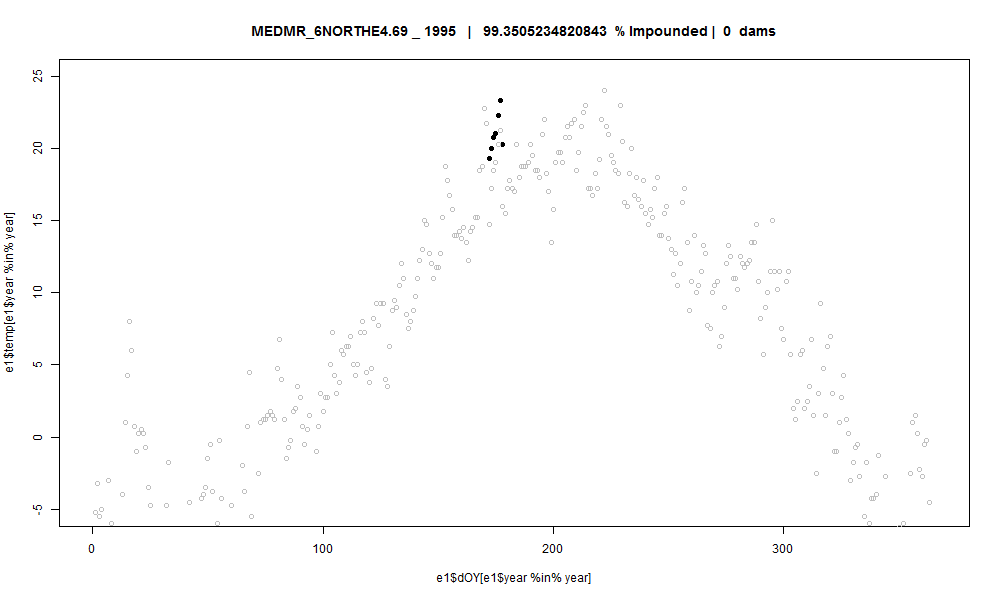 MEDMR_6NORTHE4.69 _ 1995 | 99.3505234820843 % Impounded | 0 dams
25
20
15
10
5
0
-5
e1$temp[e1$year %in% year]
0 100 200 300
e1$dOY[e1$year %in% year]